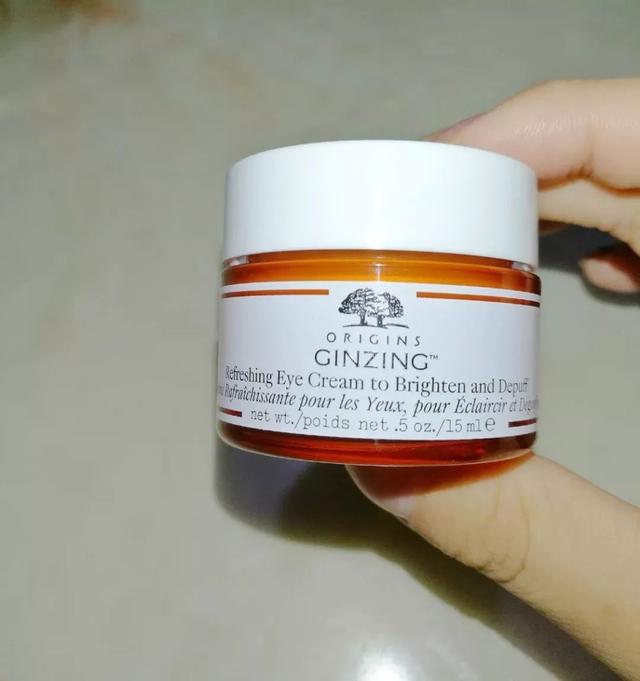 ORIGINS
GINZING™
Refreshing Eye Cream to Brighten and Depuff
Rafraîchissante pour les Yeux, pour Éclaircir et
net wt./poids net .5 oz./15 ml ℮